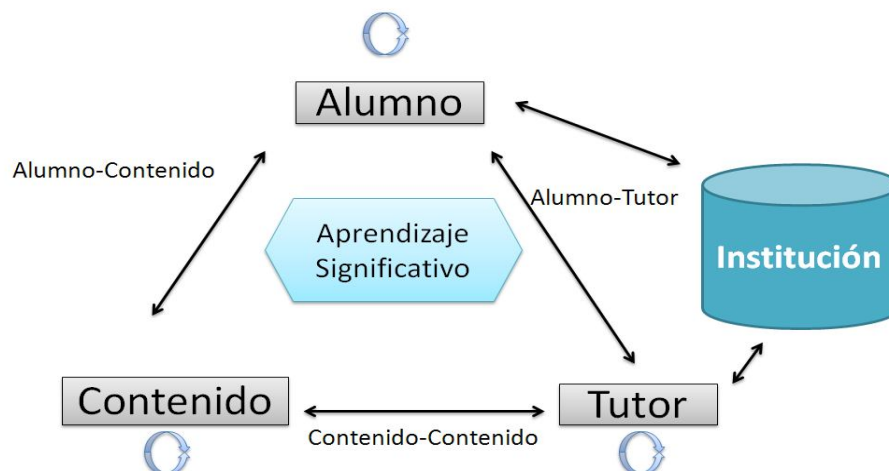 Alumno
Alumno-Contenido
Alumno-Tutor
Aprendizaje
Significativo
Institución
Contenido
Tutor
Contenido-Contenido